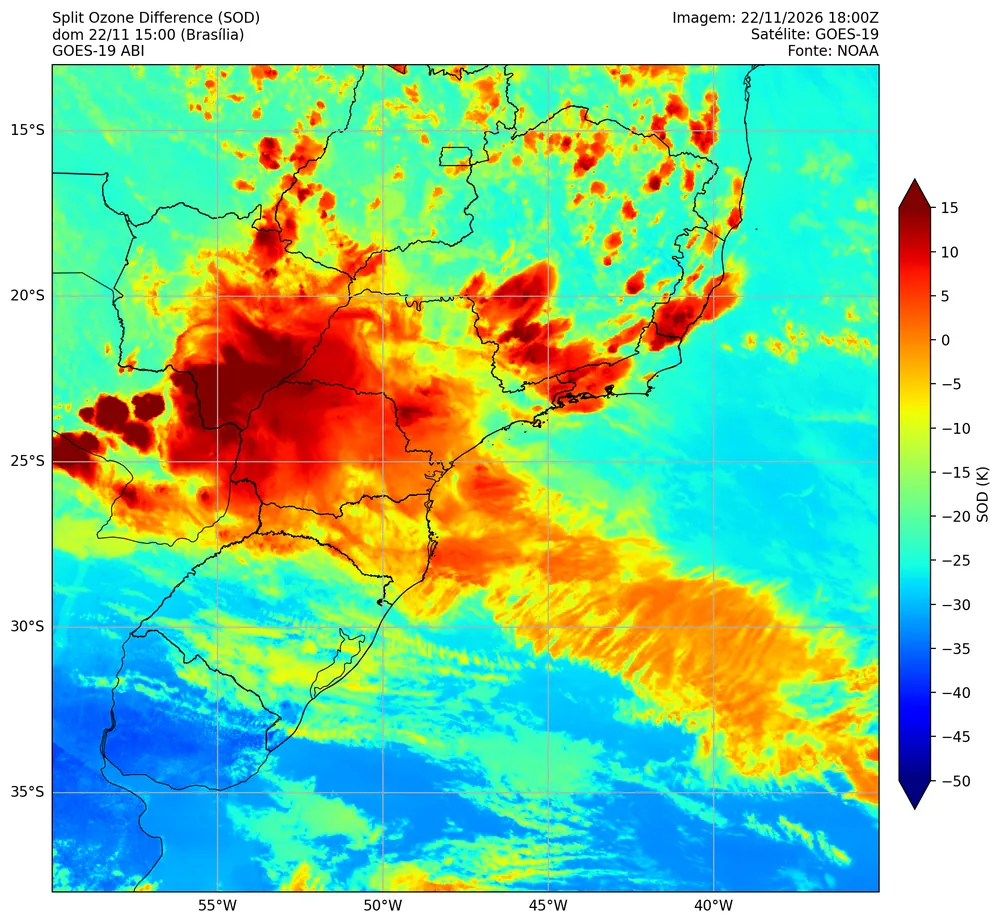 Split Ozone Difference (SOD)
dom 22/11 15:00 (Brasília)
GOES-19 ABI
Imagem: 22/11/2026 18:00Z
Satélite: GOES-19
Fonte: NOAA
15°S
20°S
25°S
30°S
35°S
55°W
50°W
45°W
40°W
15
10
5
0
−5
−10
−15
−20
−25
−30
−35
−40
−45
−50
SOD (K)